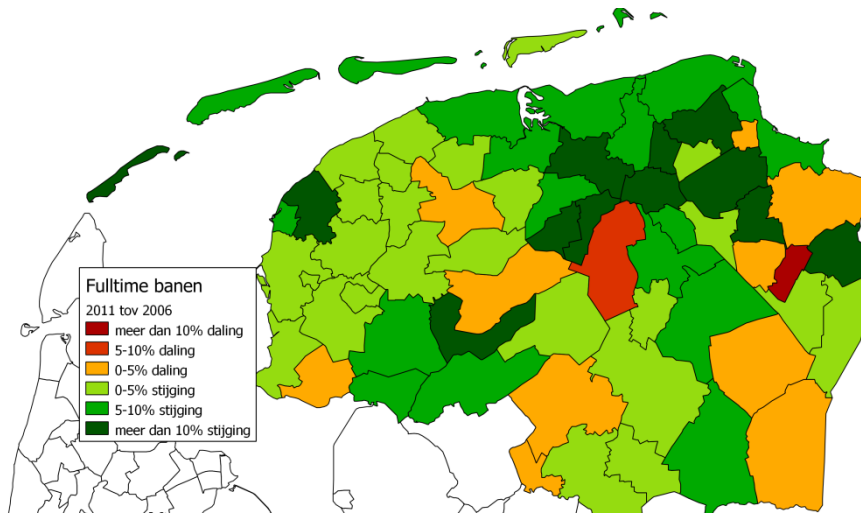 Fulltime banen
2011 tov 2006
meer dan 10% daling
5-10% daling
0-5% daling
0-5% stijging
5-10% stijging
meer dan 10% stijging